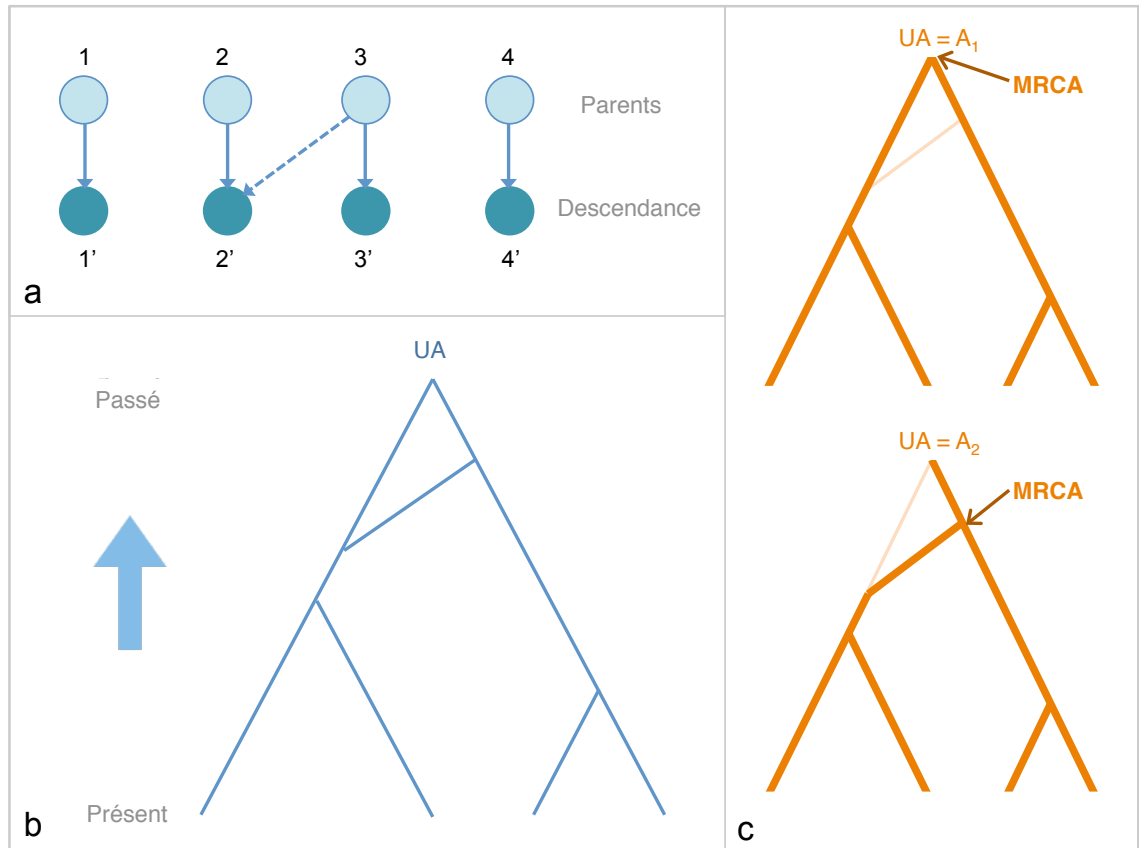 1 2 3 4
Parents
Descendance
1’ 2’ 3’ 4’
a
UA
Passé
Présent
b
UA = A₁
MRCA
UA = A₂
MRCA
c